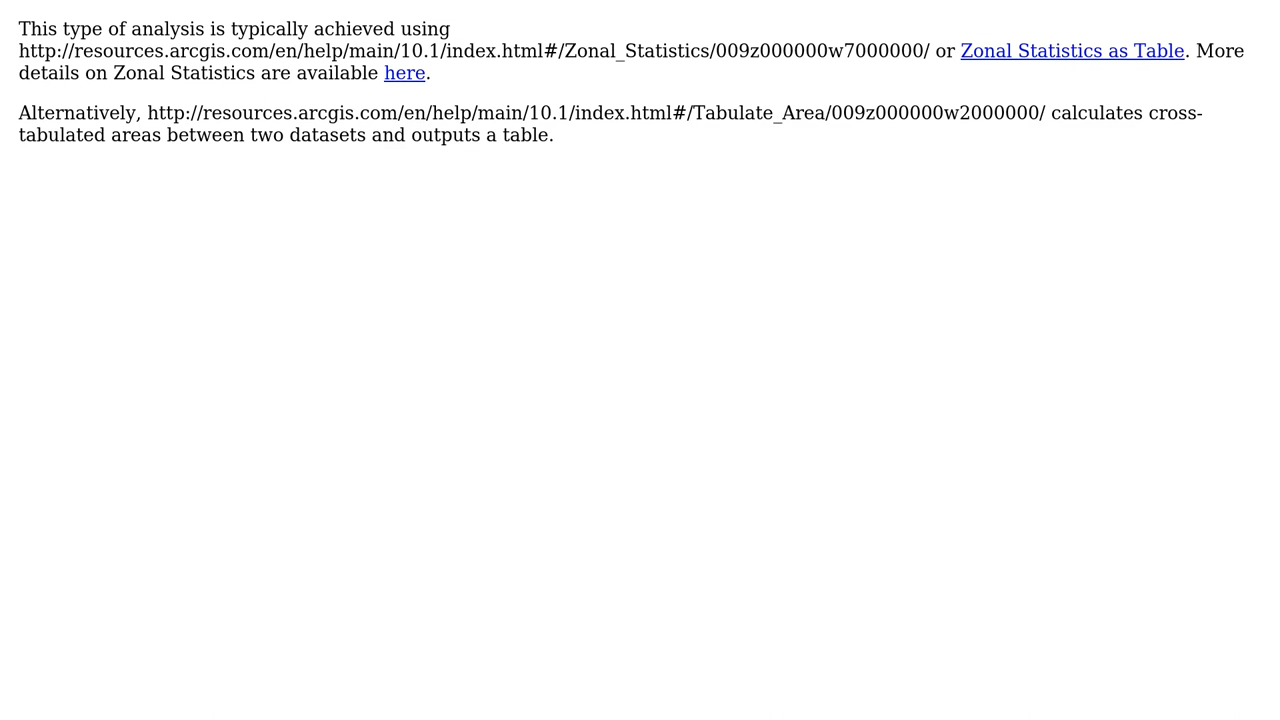 This type of analysis is typically achieved using
http://resources.arcgis.com/en/help/main/10.1/index.html#/Zonal_Statistics/009z000000w7000000/ or Zonal Statistics as Table. More
details on Zonal Statistics are available here.
Alternatively, http://resources.arcgis.com/en/help/main/10.1/index.html#/Tabulate_Area/009z000000w2000000/ calculates cross-
tabulated areas between two datasets and outputs a table.